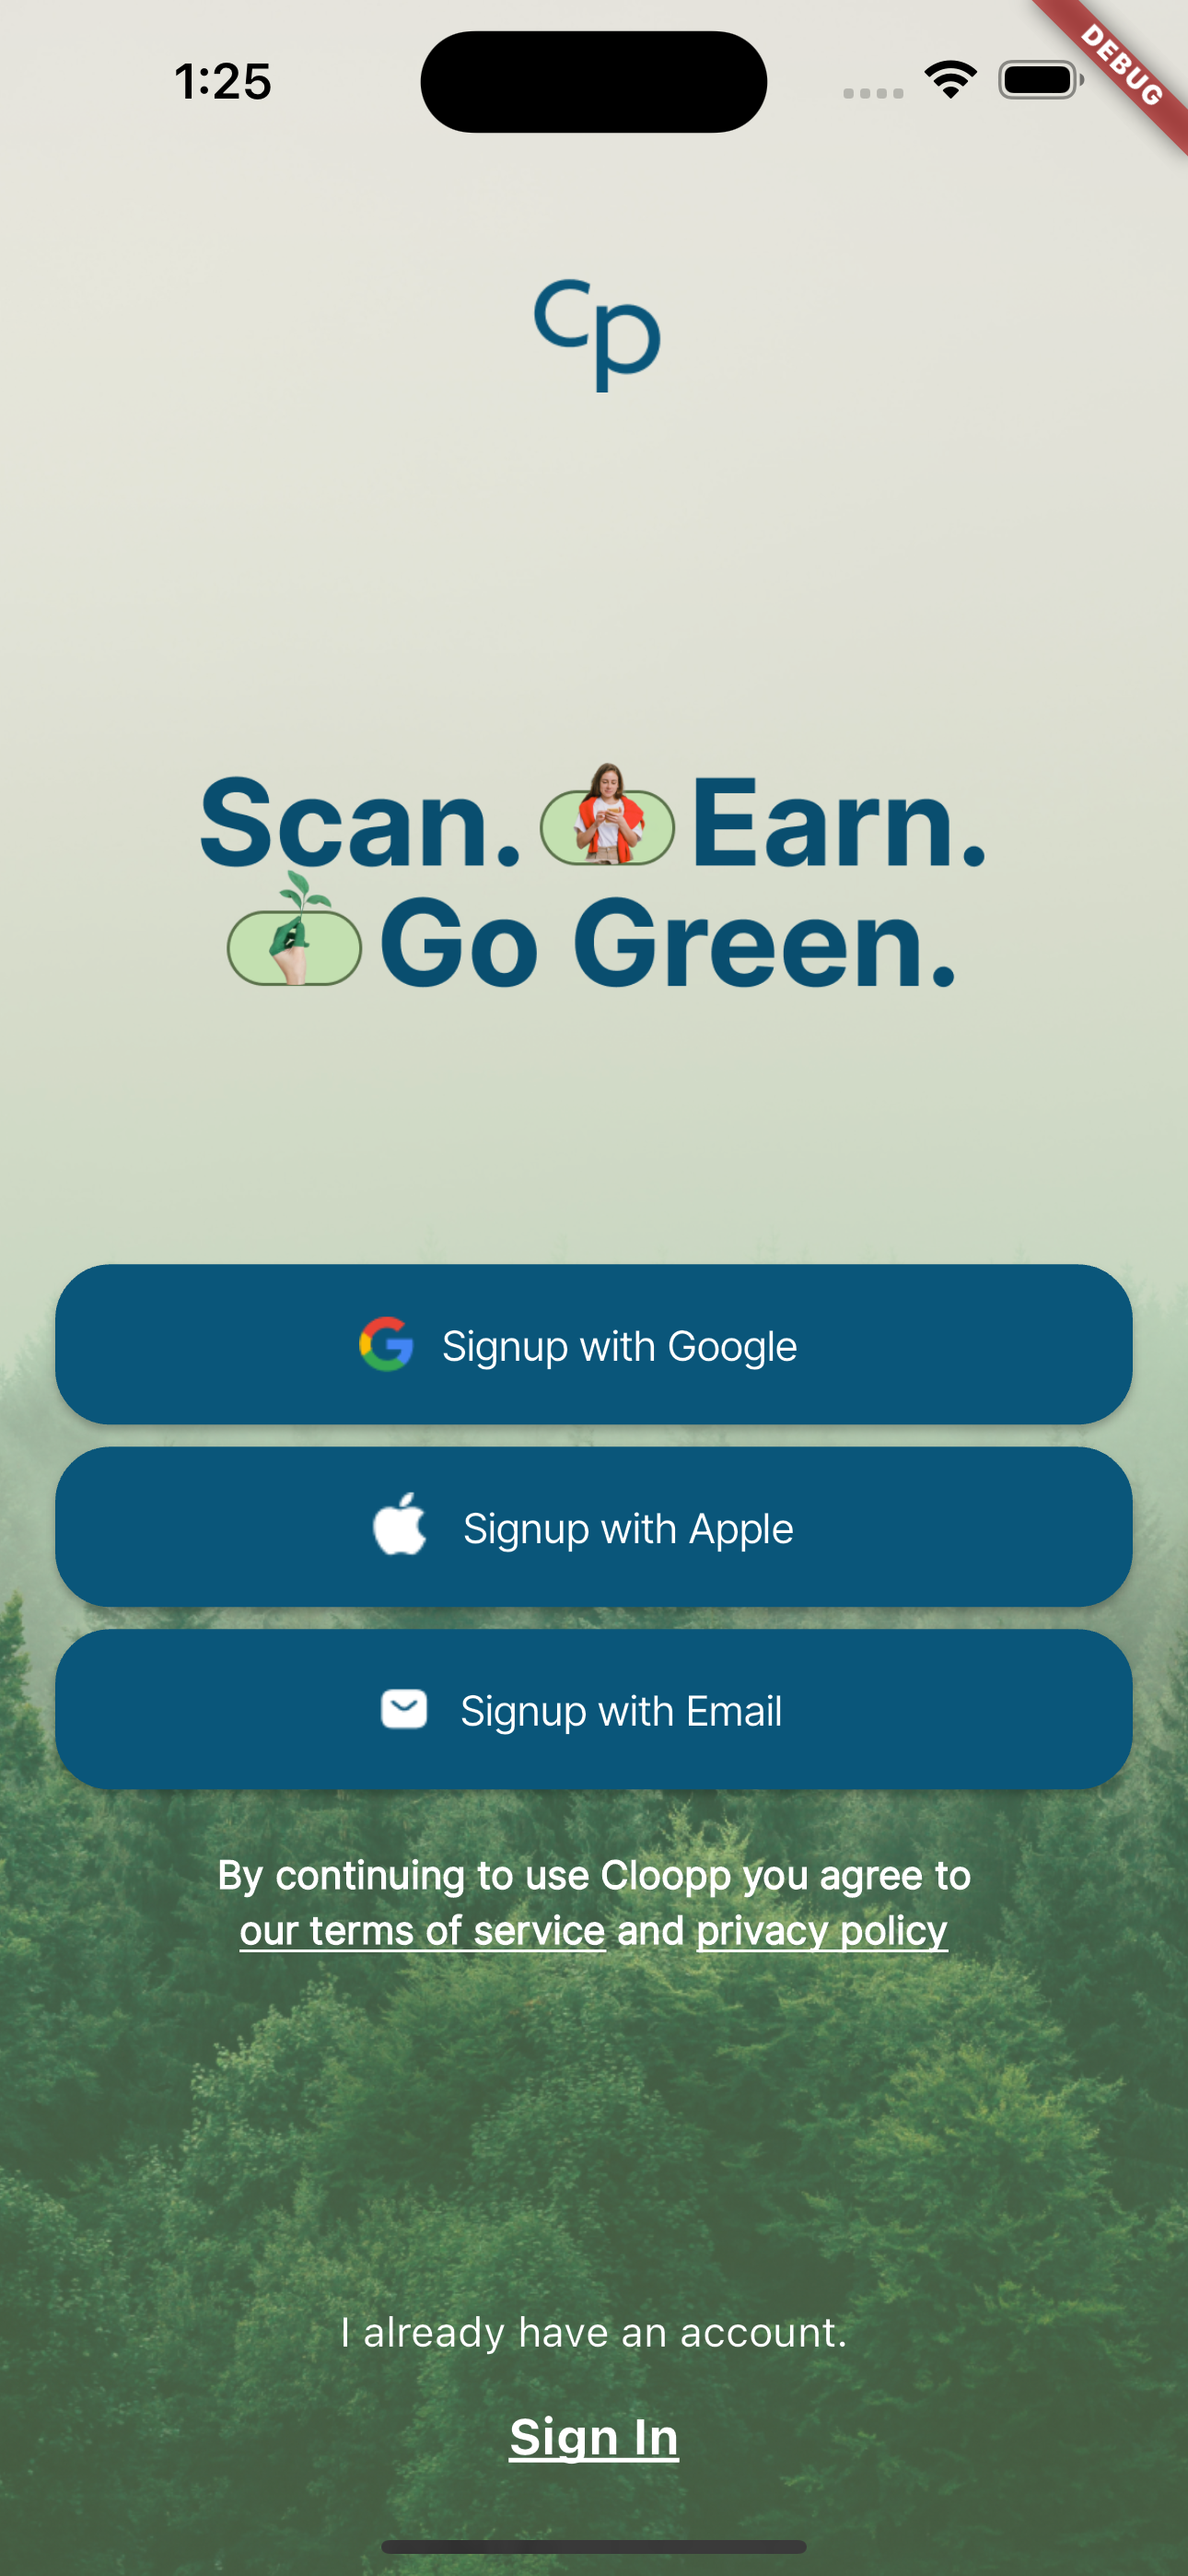 1:25
DEBUG
Cp
Scan. Earn.
Go Green.
Signup with Google
Signup with Apple
Signup with Email
By continuing to use Cloopp you agree to
our terms of service and privacy policy
I already have an account.
Sign In